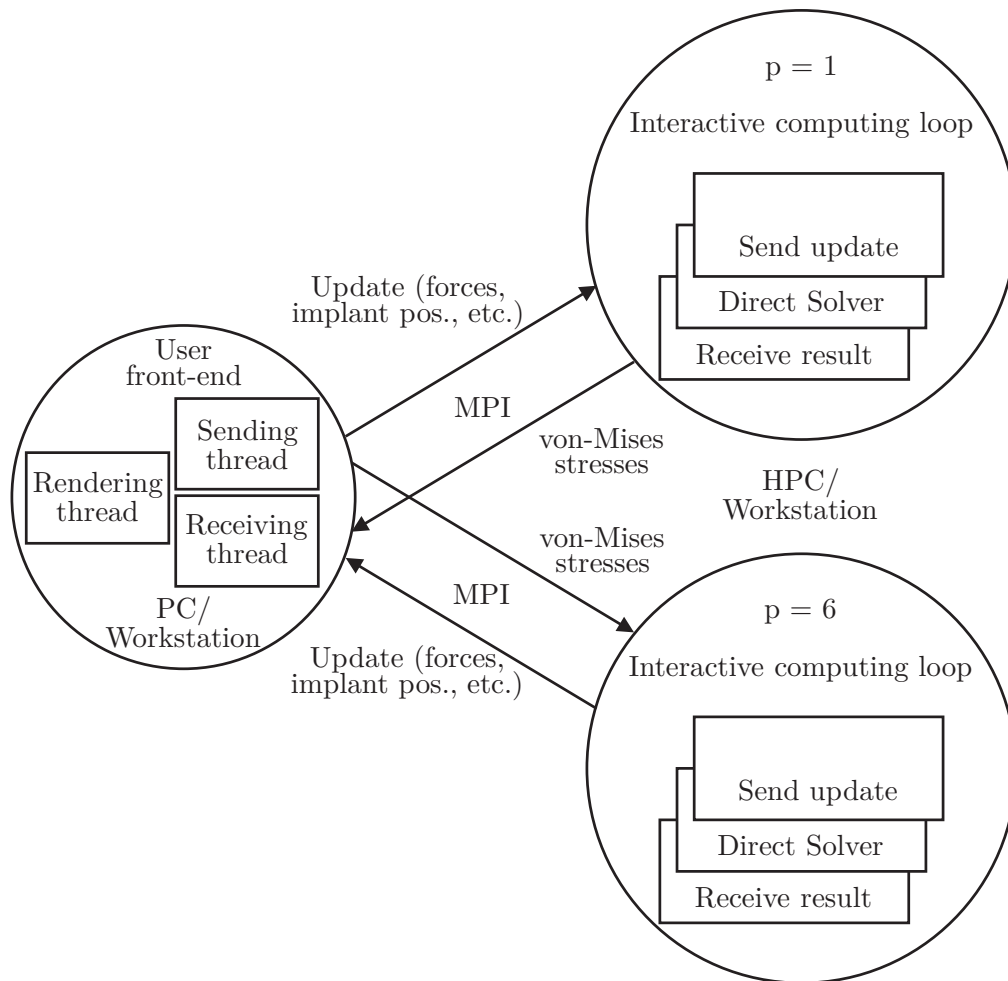 p = 1
Interactive computing loop
Send update
Direct Solver
Receive result
Update (forces,
implant pos., etc.)
User
front-end
Sending
thread
Rendering
thread
Receiving
thread
PC/
Workstation
MPI
von-Mises
stresses
HPC/
Workstation
von-Mises
stresses
MPI
Update (forces,
implant pos., etc.)
p = 6
Interactive computing loop
Send update
Direct Solver
Receive result